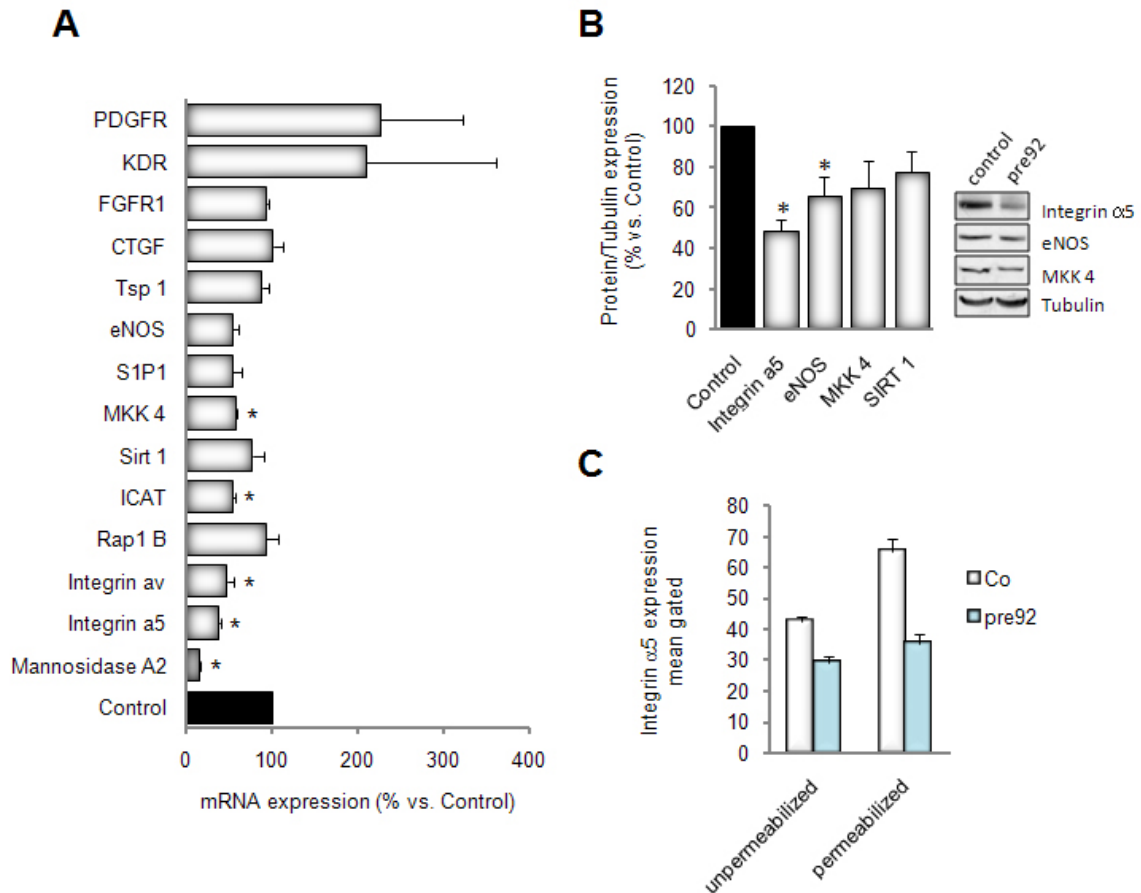 A
PDGFR
KDR
FGFR1
CTGF
Tsp 1
eNOS
S1P1
MKK 4
*
Sirt 1
ICAT
*
Rap1 B
Integrin av
*
Integrin a5
*
Mannosidase A2
*
Control
0 100 200 300 400
mRNA expression (% vs. Control)
B
Protein/Tubulin expression
(% vs. Control)
120
100
80
60
40
20
0
*
*
Control
Integrin a5
eNOS
MKK 4
SIRT 1
control
pre92
Integrin α5
eNOS
MKK 4
Tubulin
C
Integrin α5 expression
mean gated
80
70
60
50
40
30
20
10
0
unpermeabilized
permeabilized
Co
pre92